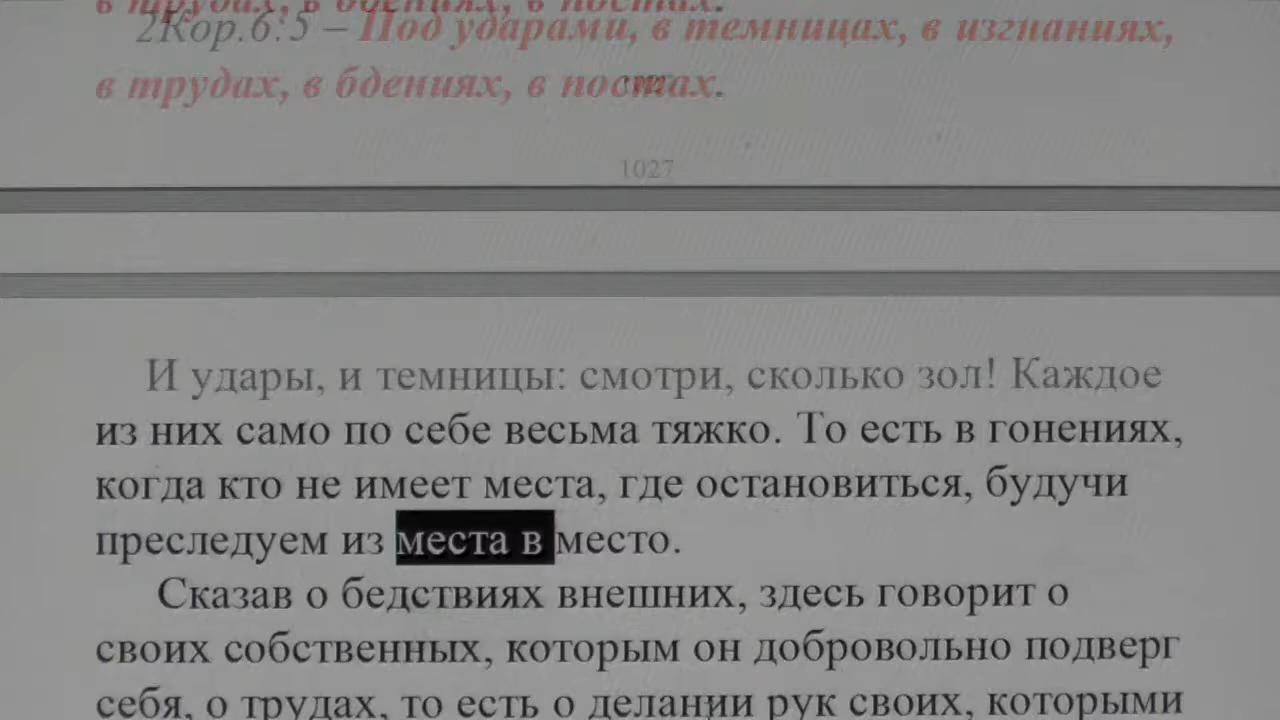 в трудах, в бдениях, в постах.
2Кор.6:5 – Под ударами, в темницах, в изгнаниях,
в трудах, в бдениях, в постах.
1027
И удары, и темницы: смотри, сколько зол! Каждое
из них само по себе весьма тяжко. То есть в гонениях,
когда кто не имеет места, где остановиться, будучи
преследуем из места в место.
Сказав о бедствиях внешних, здесь говорит о
своих собственных, которым он добровольно подверг
себя, о трудах, то есть о делании рук своих, которыми